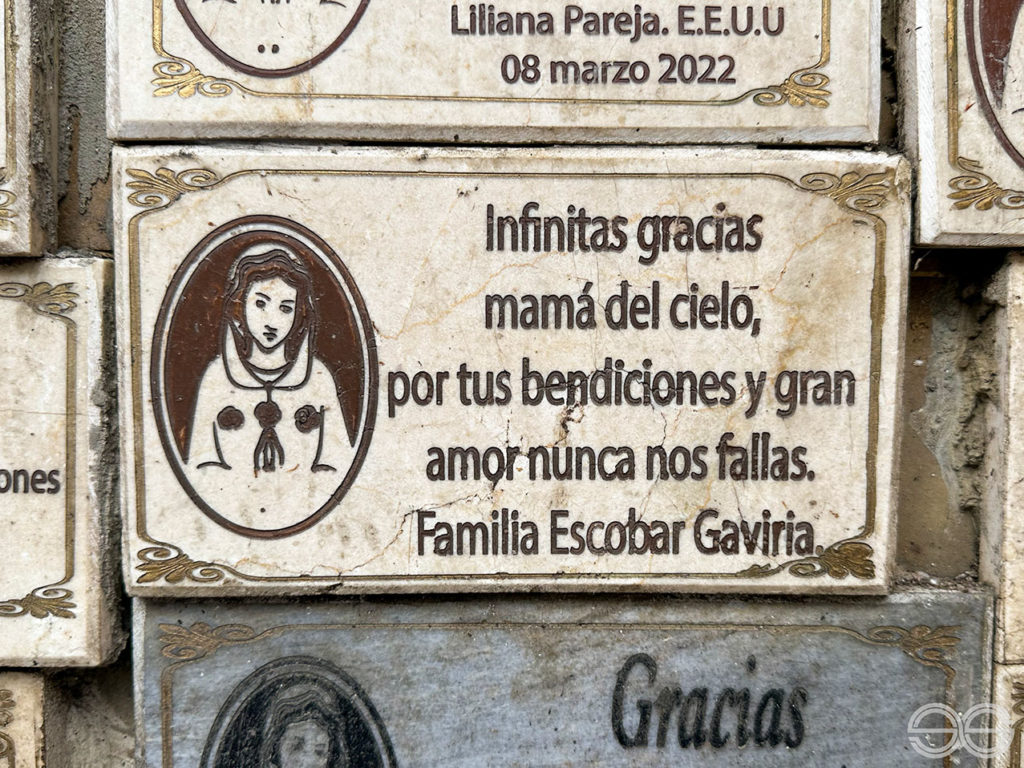 Liliana Pareja. E.E.U.U
08 marzo 2022
Infinitas gracias
mamá del cielo,
por tus bendiciones y gran
amor nunca nos fallas.
Familia Escobar Gaviria.
ones
Gracias